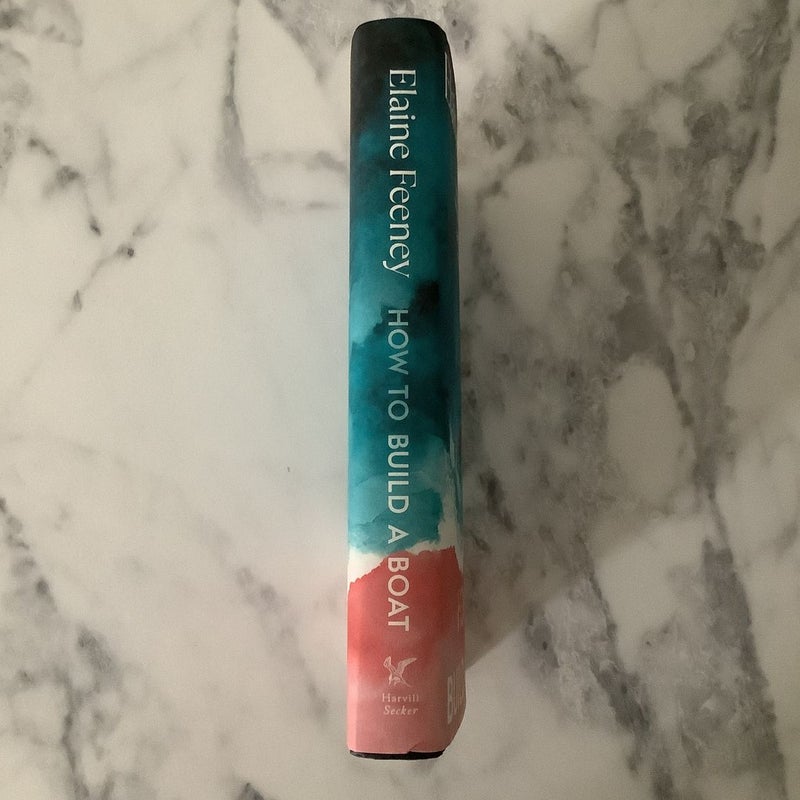 Elaine Feeney
HOW TO BUILD A BOAT
Harvill
Secker